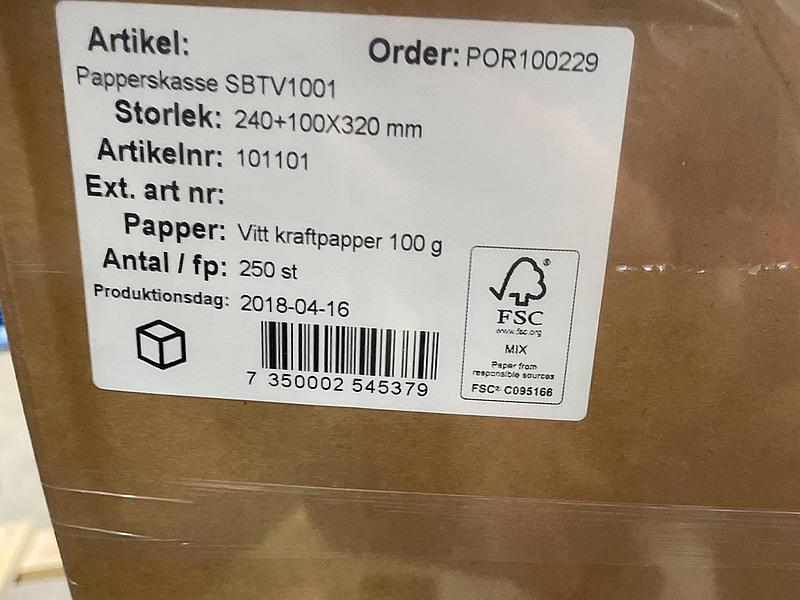 Artikel:
Order: POR100229
Papperskasse SBTV1001
Storlek: 240+100X320 mm
Artikelnr: 101101
Ext. art nr:
Papper: Vitt kraftpapper 100 g
Antal / fp: 250 st
Produktionsdag: 2018-04-16
7 350002 545379
®
FSC
www.fsc.org
MIX
Paper from
responsible sources
FSC® C095166